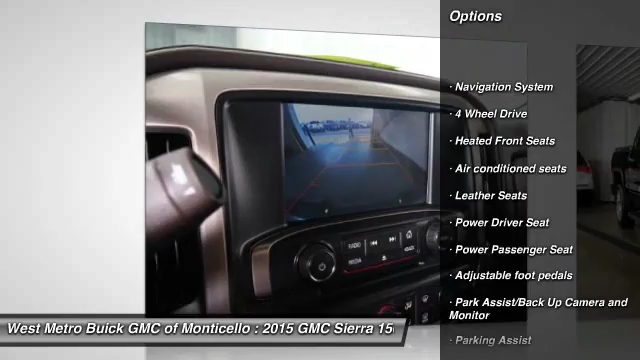 Options
· Navigation System
· 4 Wheel Drive
· Heated Front Seats
· Air conditioned seats
· Leather Seats
· Power Driver Seat
· Power Passenger Seat
· Adjustable foot pedals
· Park Assist/Back Up Camera and
Monitor
· Parking Assist
RADIO
MEDIA
West Metro Buick GMC of Monticello : 2015 GMC Sierra 15